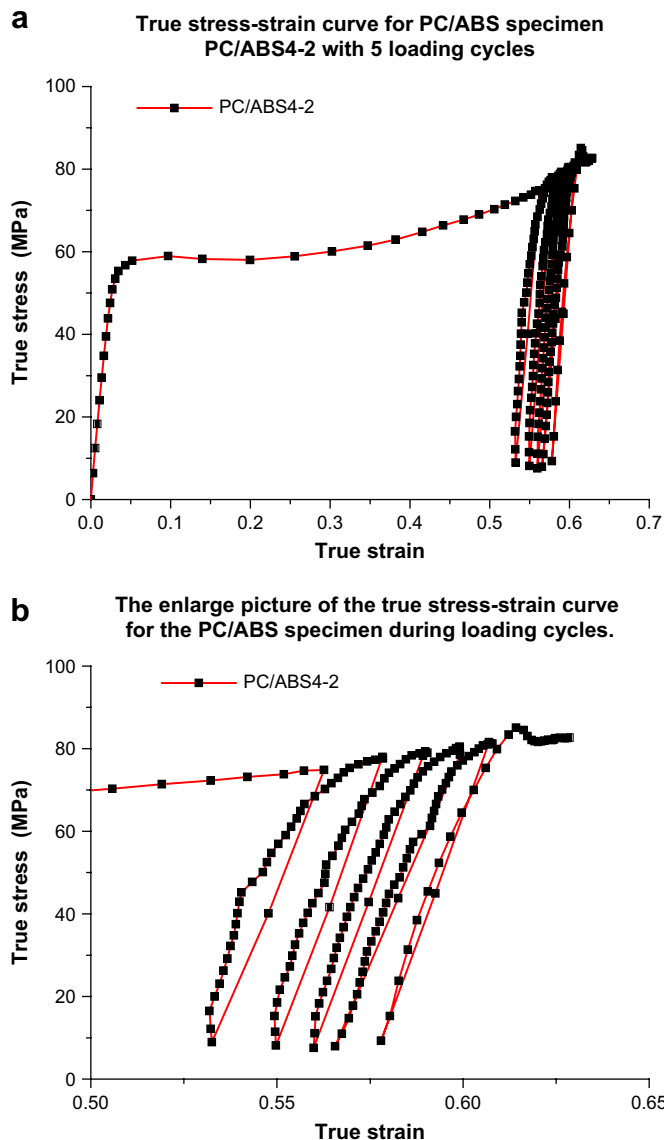 a
True stress-strain curve for PC/ABS specimen
PC/ABS4-2 with 5 loading cycles
100
PC/ABS4-2
80
60
40
20
0
True stress (MPa)
0.0 0.1 0.2 0.3 0.4 0.5 0.6 0.7
True strain
b
The enlarge picture of the true stress-strain curve
for the PC/ABS specimen during loading cycles.
100
PC/ABS4-2
80
60
40
20
0
True stress (MPa)
0.50 0.55 0.60 0.65
True strain